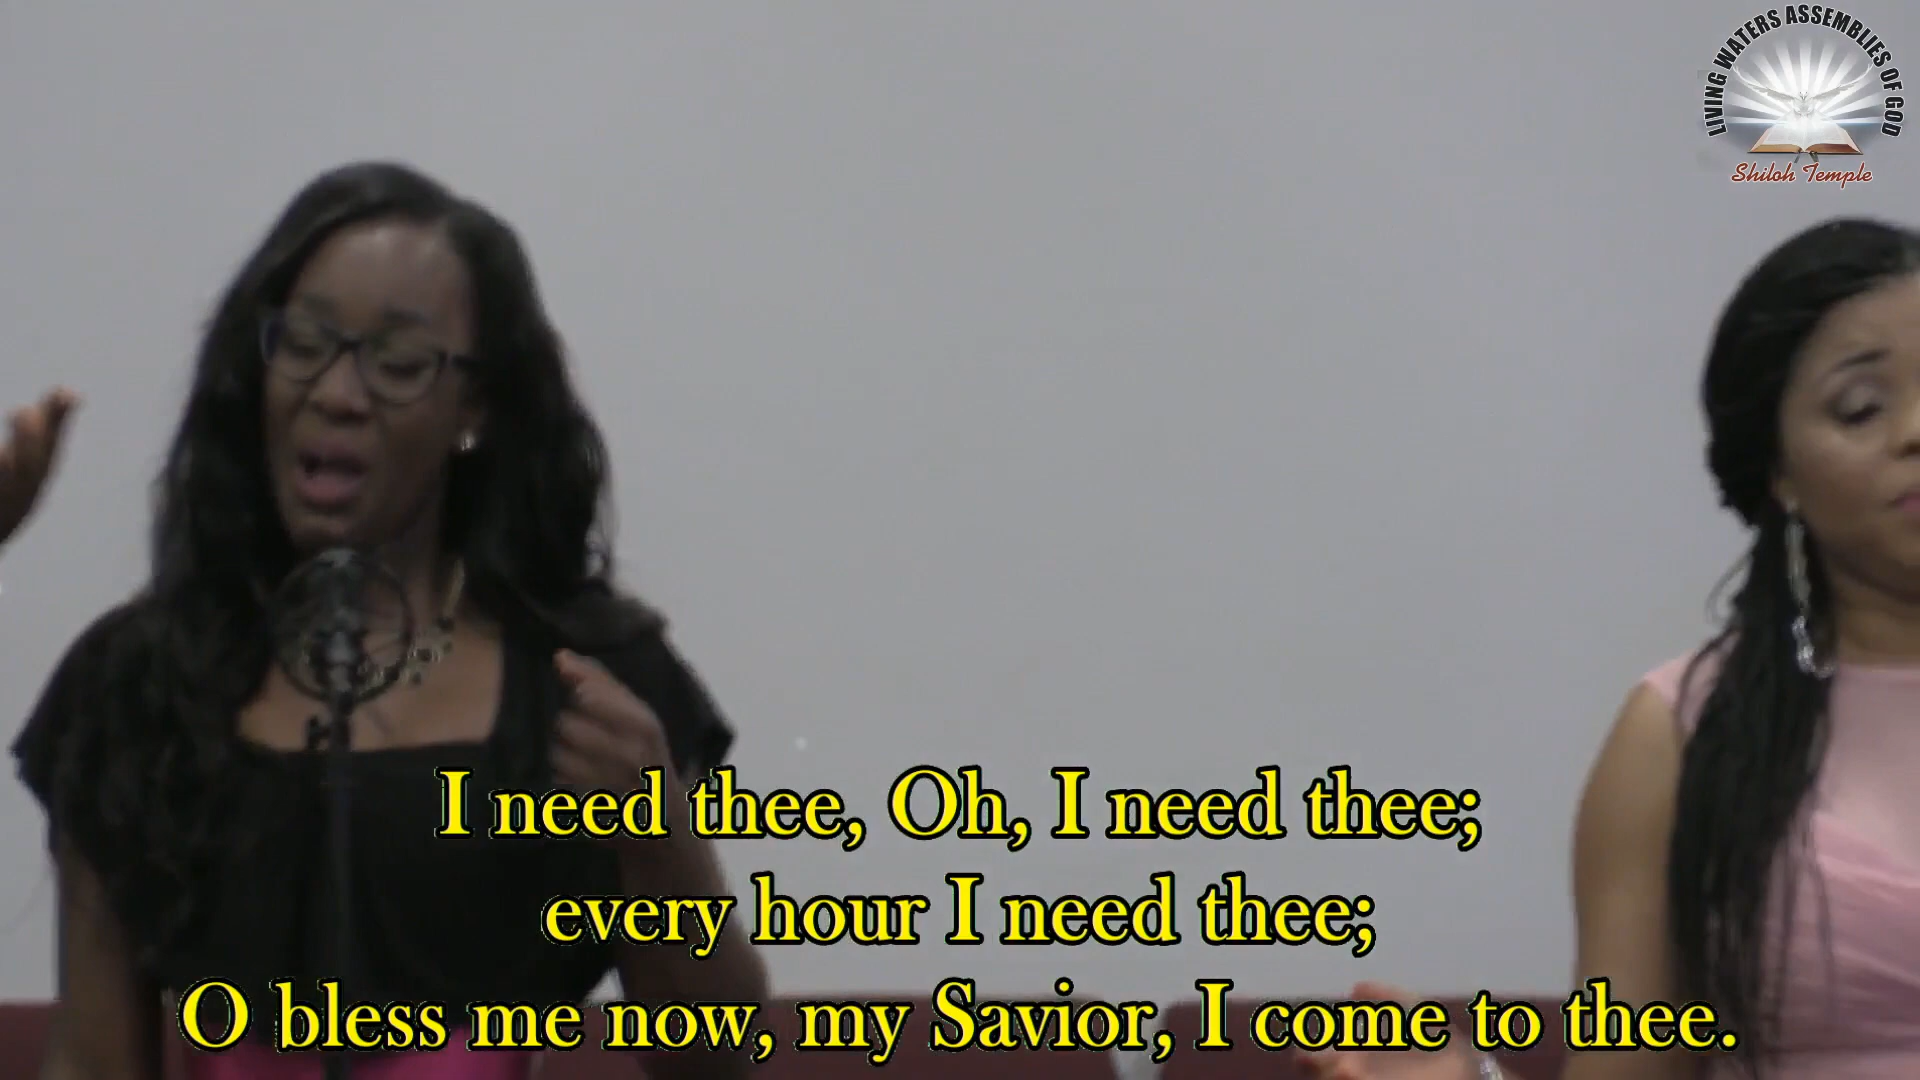 LIVING WATERS ASSEMBLIES OF GOD
Shiloh Temple
I need thee, Oh, I need thee;
every hour I need thee;
O bless me now, my Savior, I come to thee.